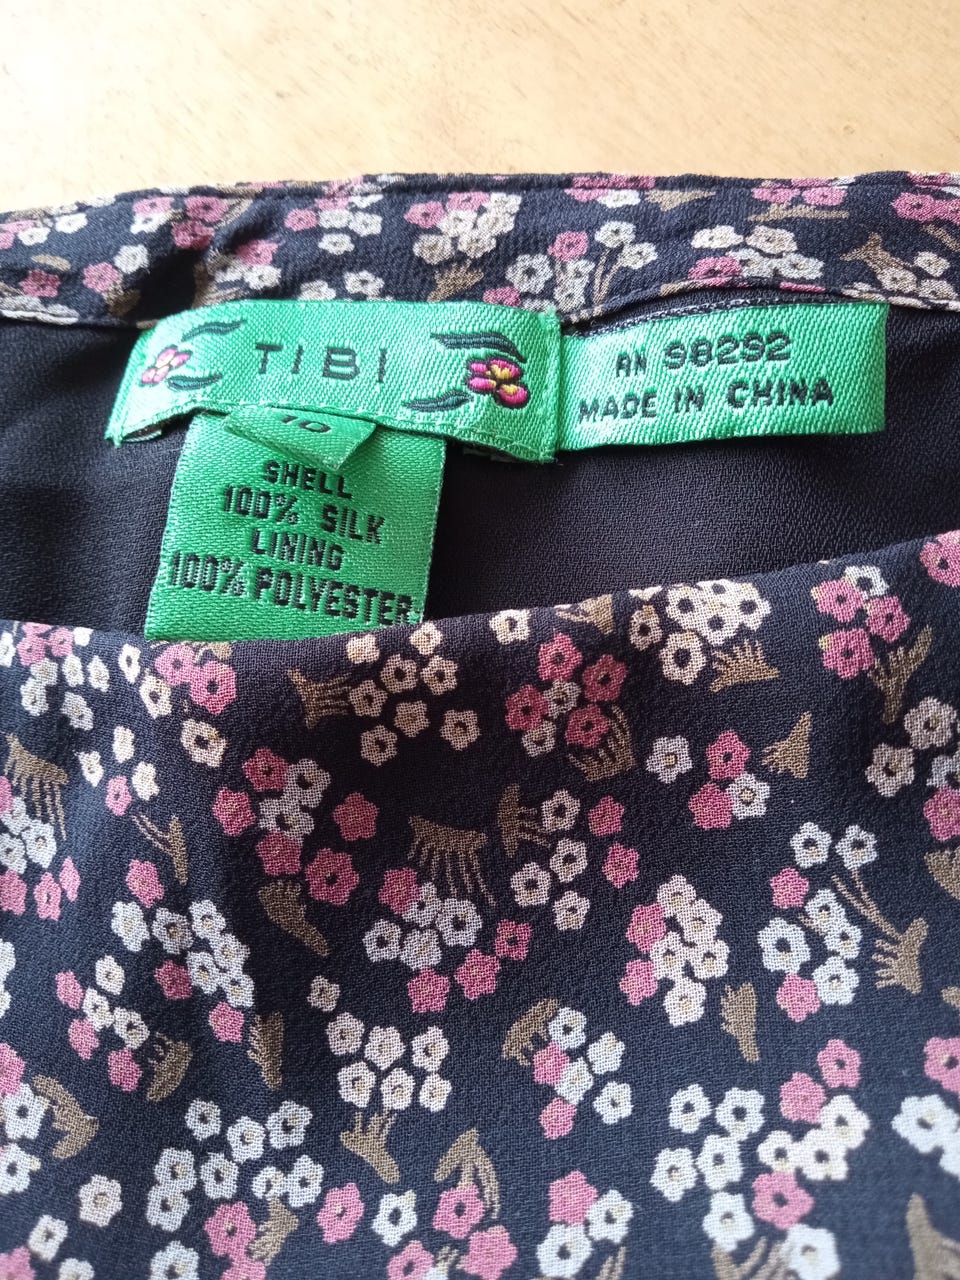 TIBI
RN 98292
MADE IN CHINA
10
SHELL
100% SILK
LINING
100% POLYESTER